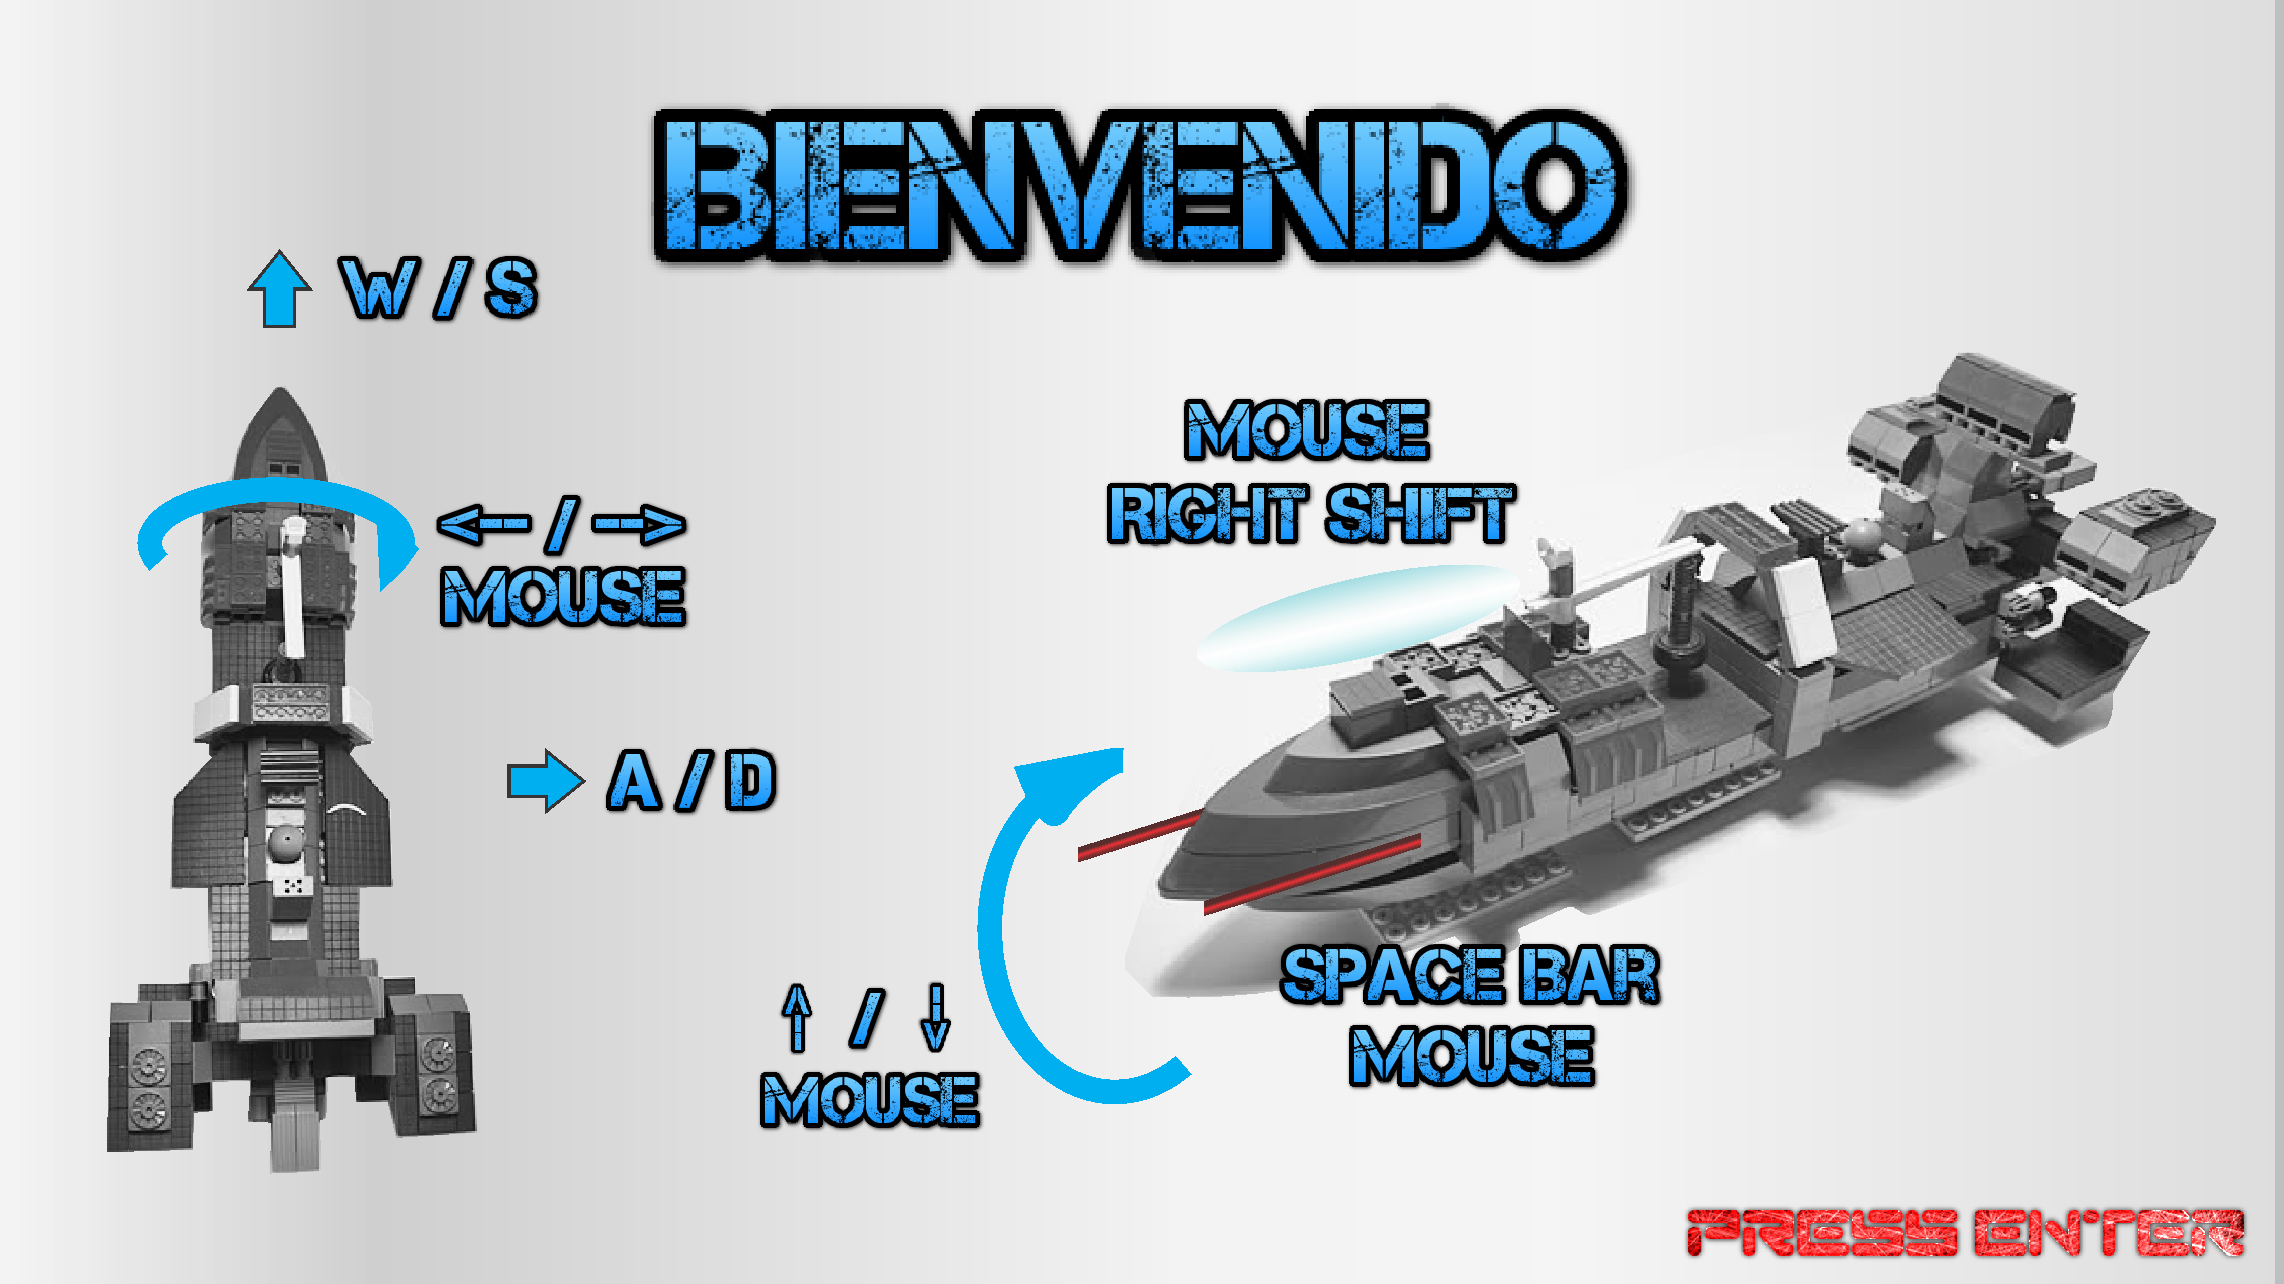 BIENVENIDO
W / S
← / →
MOUSE
A / D
MOUSE
RIGHT SHIFT
↑ / ↓
MOUSE
SPACE BAR
MOUSE
PRESS ENTER